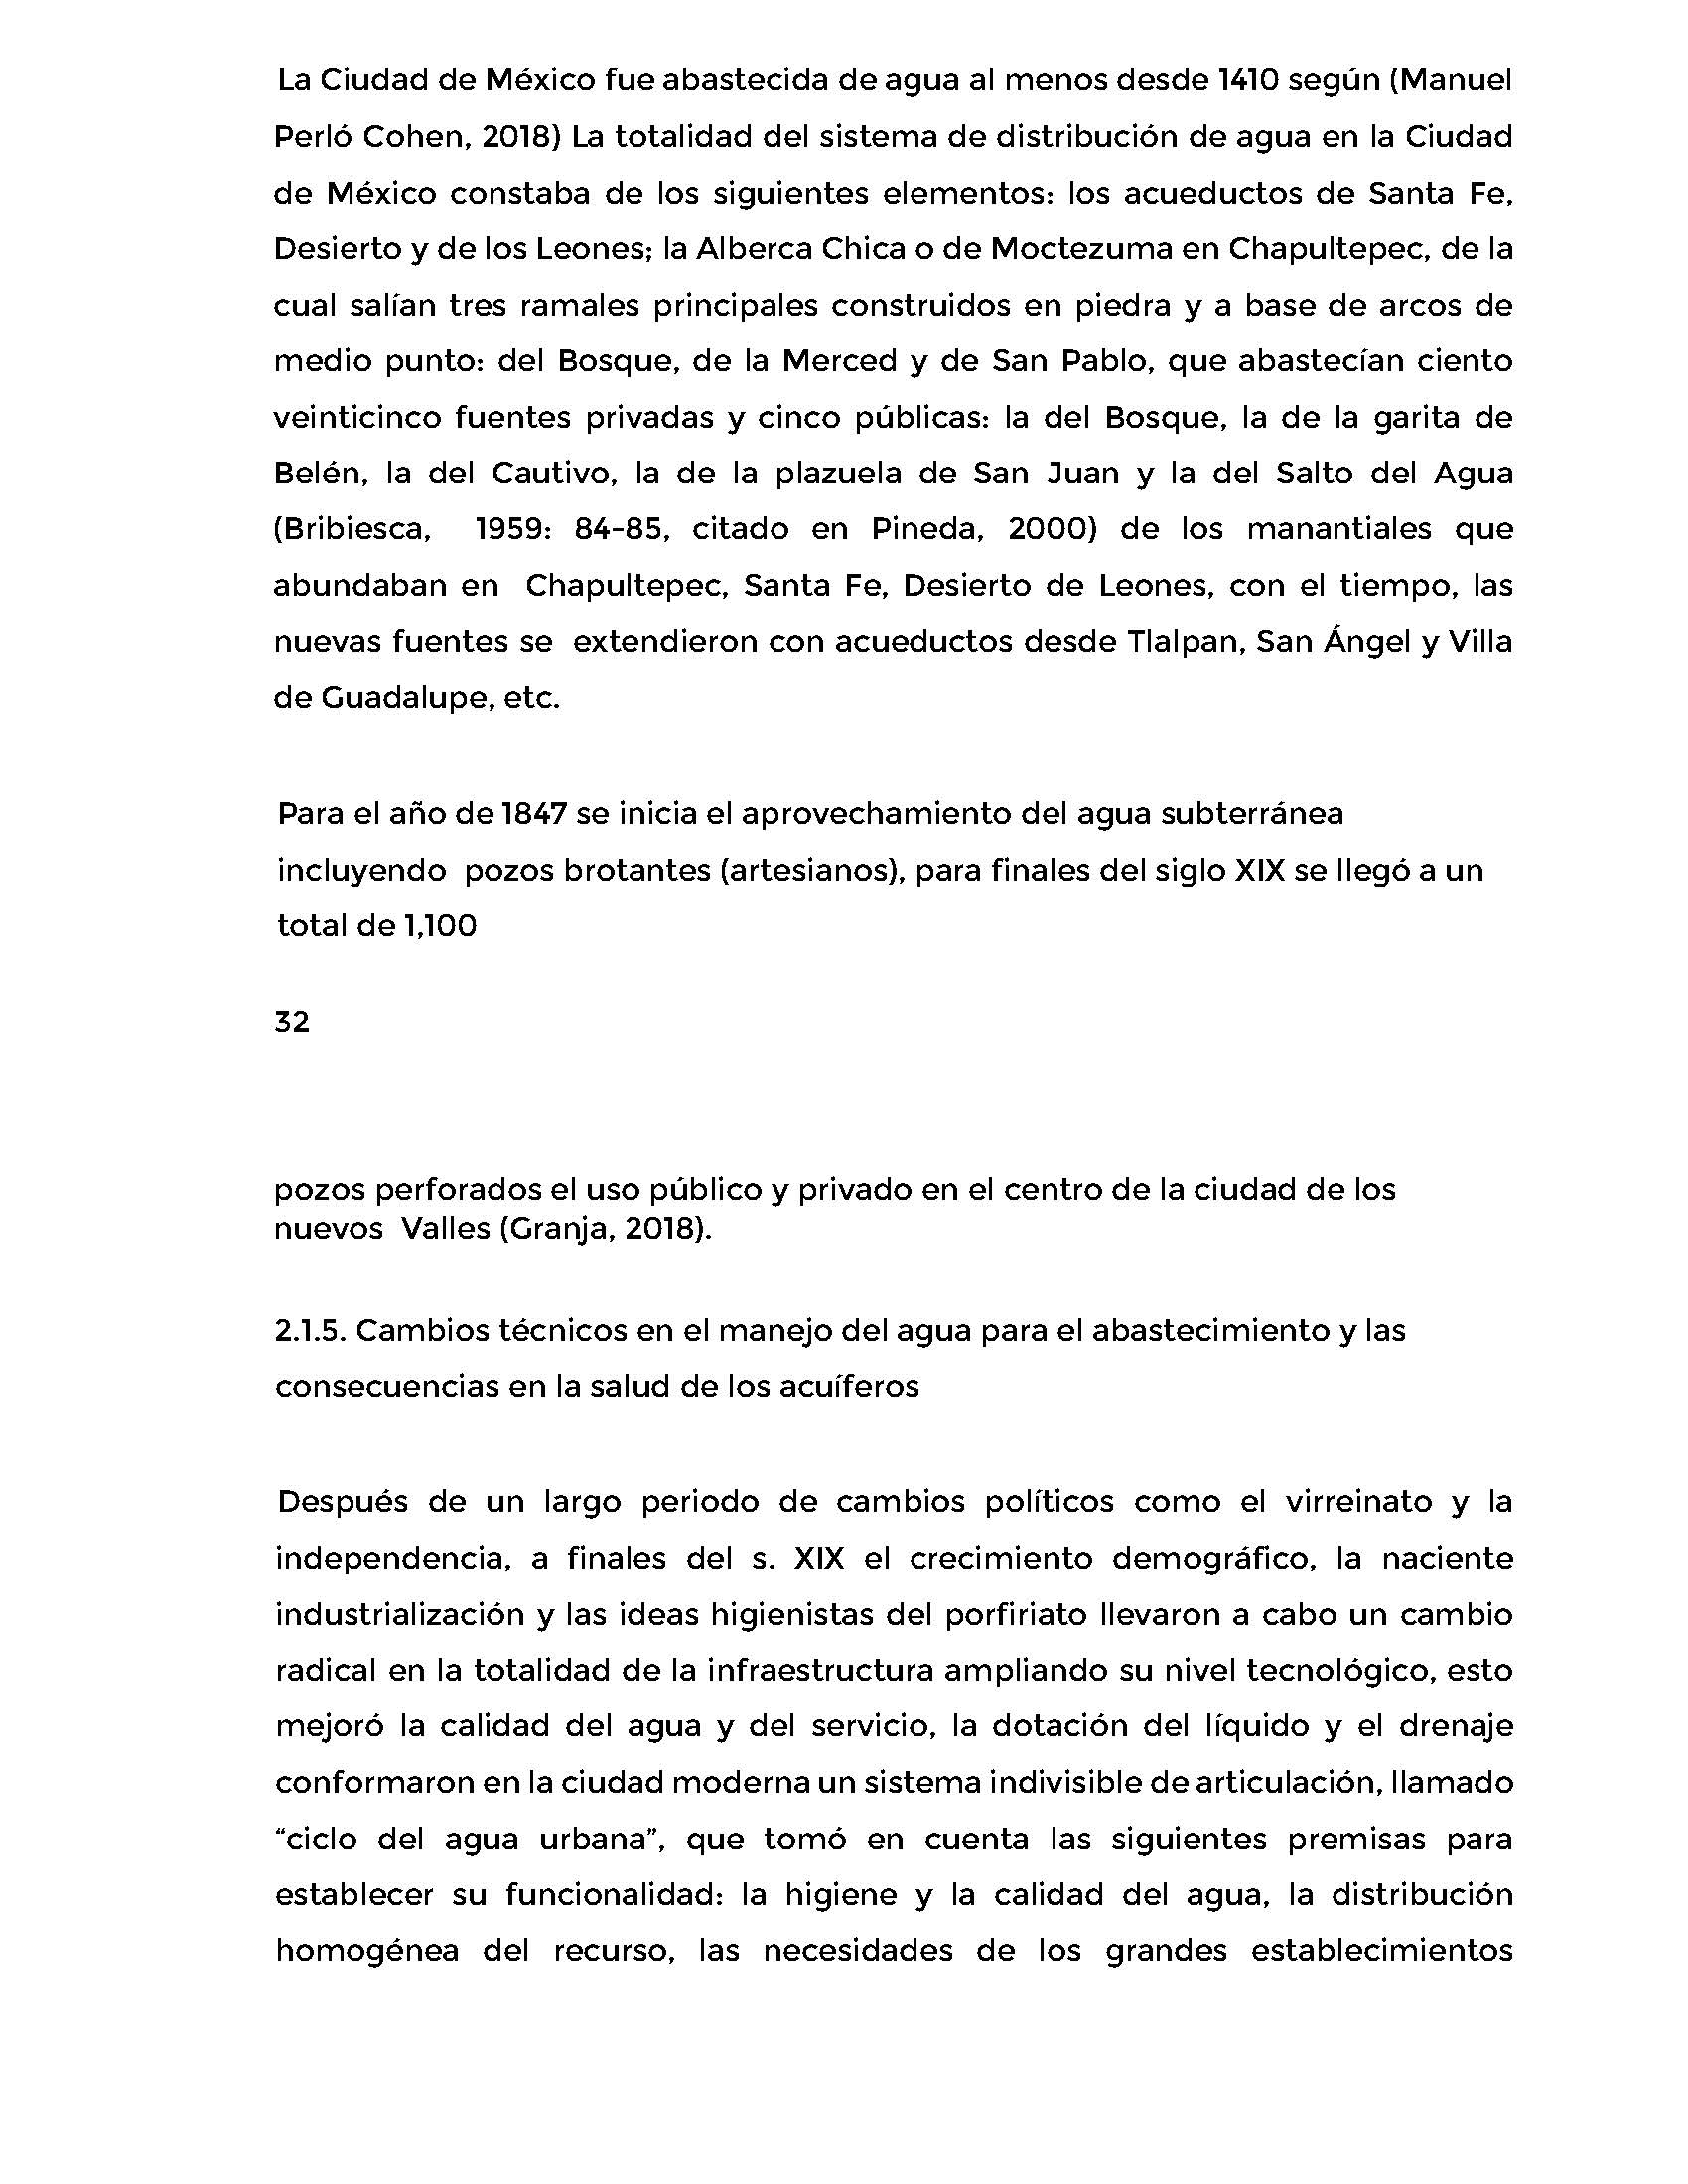 La Ciudad de México fue abastecida de agua al menos desde 1410 según (Manuel
Perló Cohen, 2018) La totalidad del sistema de distribución de agua en la Ciudad
de México constaba de los siguientes elementos: los acueductos de Santa Fe,
Desierto y de los Leones; la Alberca Chica o de Moctezuma en Chapultepec, de la
cual salían tres ramales principales construidos en piedra y a base de arcos de
medio punto: del Bosque, de la Merced y de San Pablo, que abastecían ciento
veinticinco fuentes privadas y cinco públicas: la del Bosque, la de la garita de
Belén, la del Cautivo, la de la plazuela de San Juan y la del Salto del Agua
(Bribiesca, 1959: 84-85, citado en Pineda, 2000) de los manantiales que
abundaban en Chapultepec, Santa Fe, Desierto de Leones, con el tiempo, las
nuevas fuentes se extendieron con acueductos desde Tlalpan, San Ángel y Villa
de Guadalupe, etc.
Para el año de 1847 se inicia el aprovechamiento del agua subterránea
incluyendo pozos brotantes (artesianos), para finales del siglo XIX se llegó a un
total de 1,100
32
pozos perforados el uso público y privado en el centro de la ciudad de los
nuevos Valles (Granja, 2018).
2.1.5. Cambios técnicos en el manejo del agua para el abastecimiento y las
consecuencias en la salud de los acuíferos
Después de un largo periodo de cambios políticos como el virreinato y la
independencia, a finales del s. XIX el crecimiento demográfico, la naciente
industrialización y las ideas higienistas del porfiriato llevaron a cabo un cambio
radical en la totalidad de la infraestructura ampliando su nivel tecnológico, esto
mejoró la calidad del agua y del servicio, la dotación del líquido y el drenaje
conformaron en la ciudad moderna un sistema indivisible de articulación, llamado
“ciclo del agua urbana”, que tomó en cuenta las siguientes premisas para
establecer su funcionalidad: la higiene y la calidad del agua, la distribución
homogénea del recurso, las necesidades de los grandes establecimientos